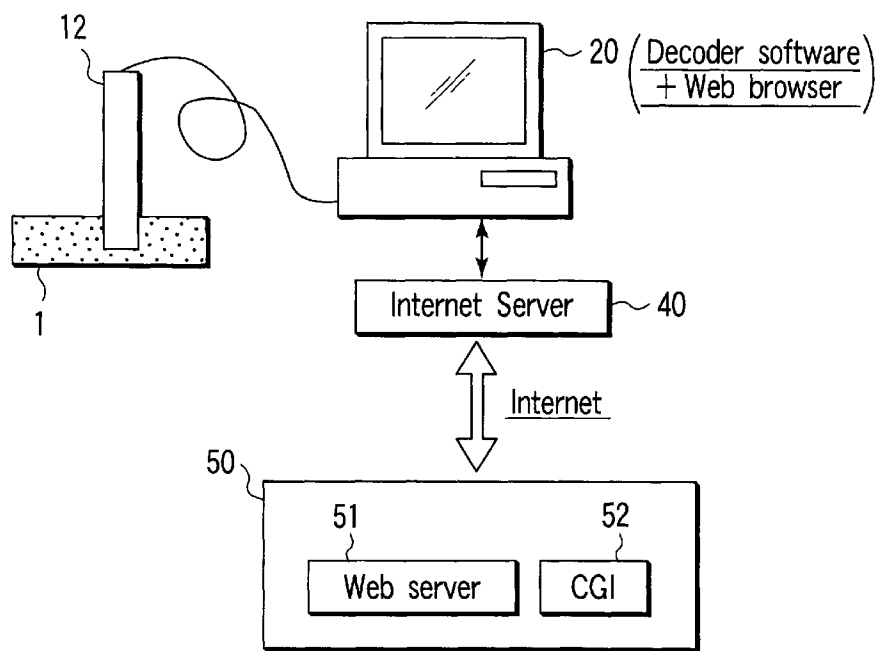 12
20 (Decoder software
+ Web browser)
1
Internet Server
40
Internet
50
51
52
Web server
CGI